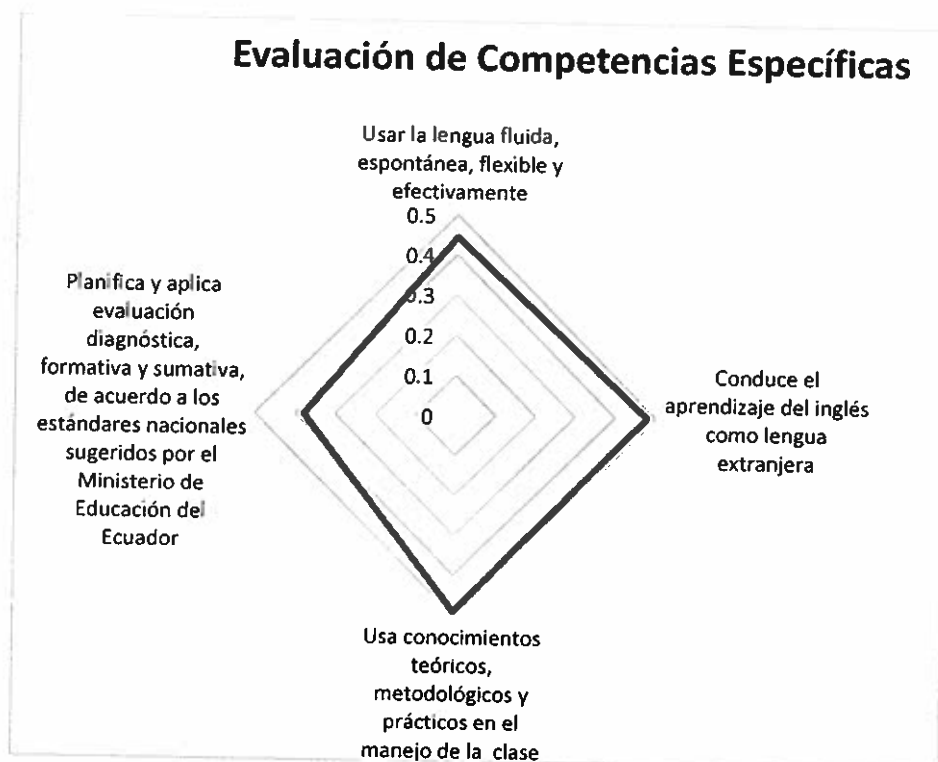 Evaluación de Competencias Específicas
Usar la lengua fluida,
espontánea, flexible y
efectivamente
0.5
0.4
0.3
0.2
0.1
0
Conduce el
aprendizaje del inglés
como lengua
extranjera
Usa conocimientos
teóricos,
metodológicos y
prácticos en el
manejo de la clase
Planifica y aplica
evaluación
diagnóstica,
formativa y sumativa,
de acuerdo a los
estándares nacionales
sugeridos por el
Ministerio de
Educación del
Ecuador